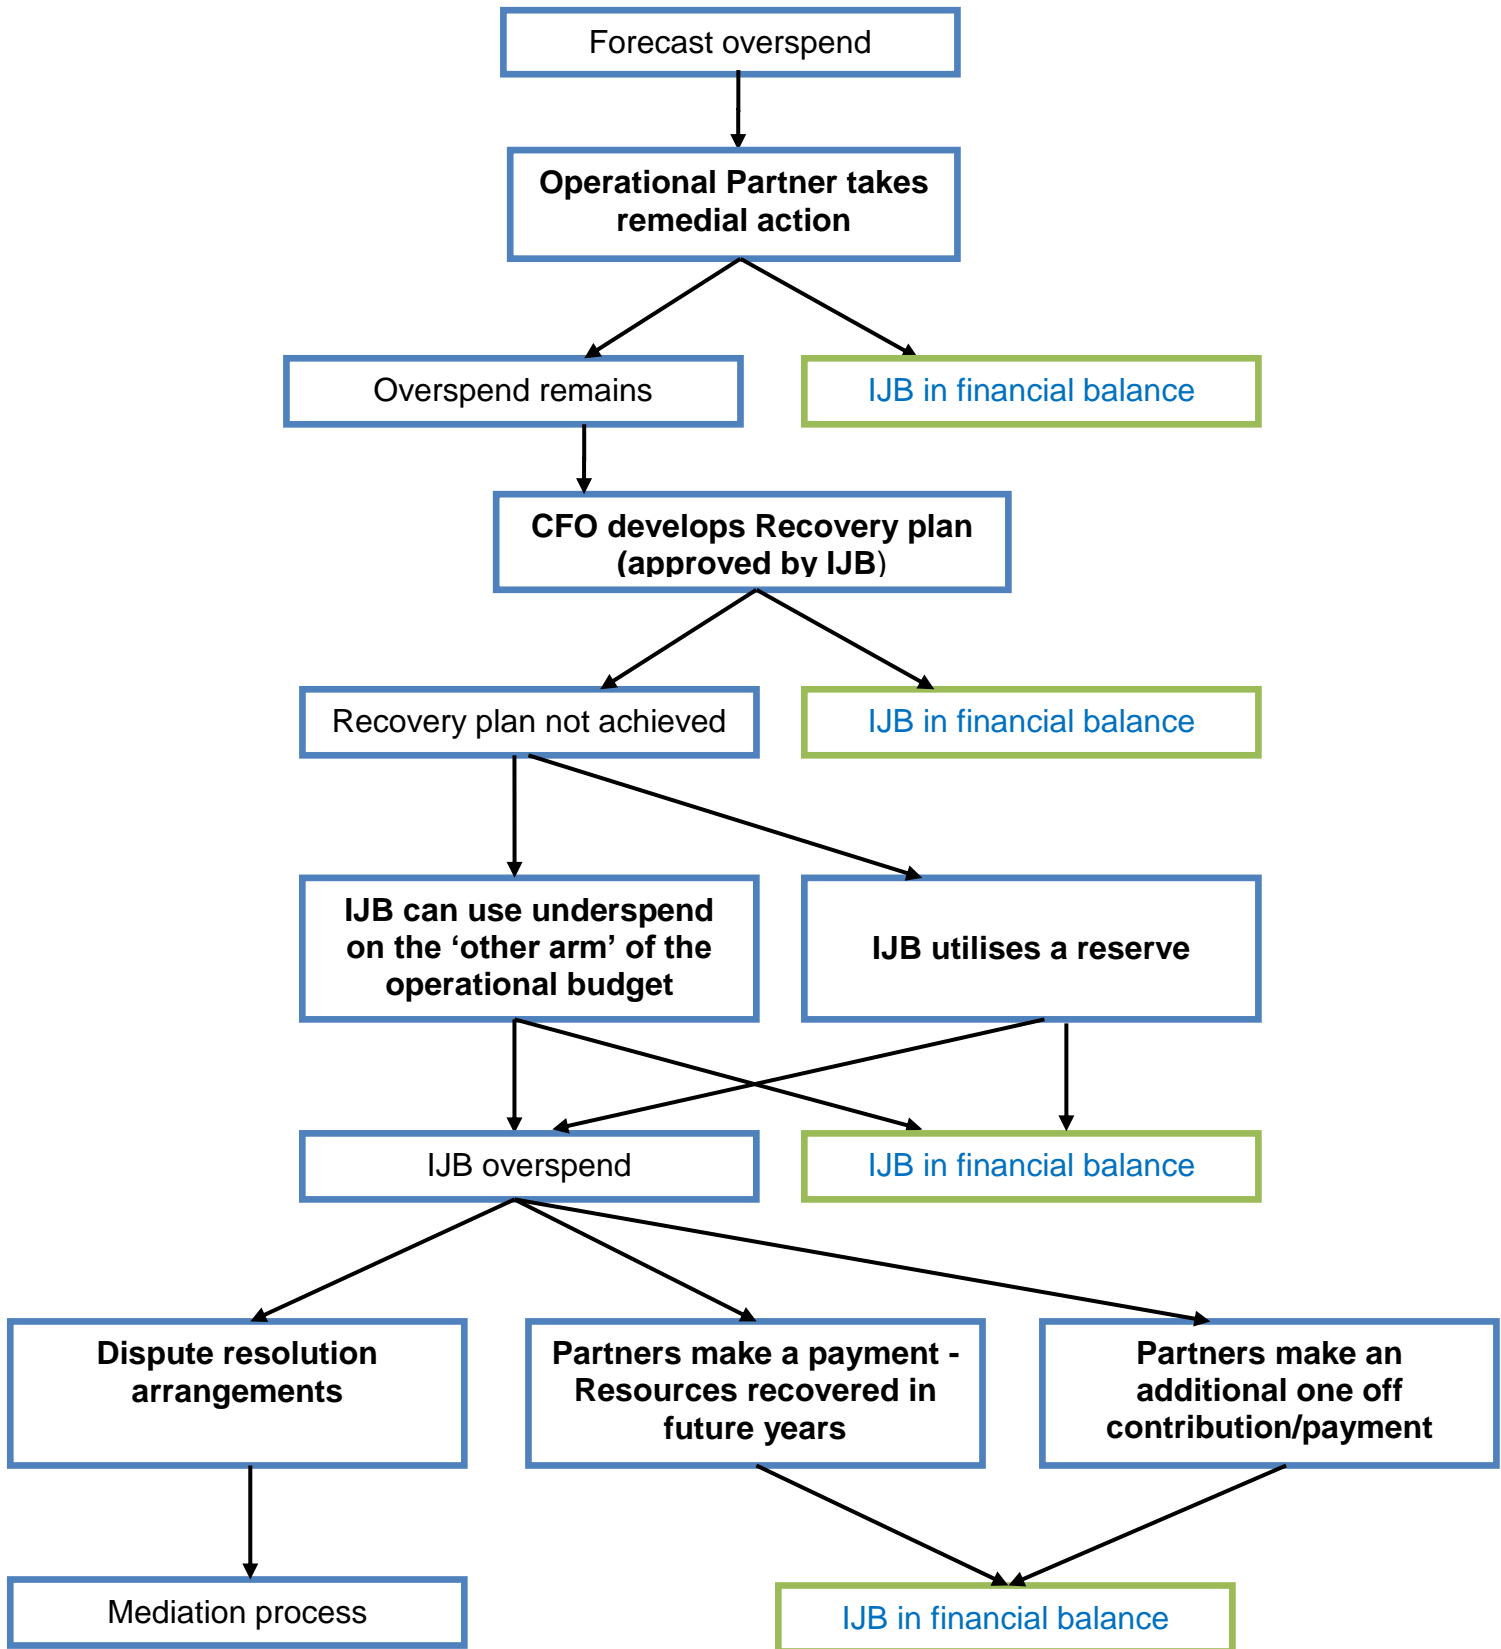 Forecast overspend
Operational Partner takes
remedial action
Overspend remains
IJB in financial balance
CFO develops Recovery plan
(approved by IJB)
Recovery plan not achieved
IJB in financial balance
IJB can use underspend
on the ‘other arm’ of the
operational budget
IJB utilises a reserve
IJB overspend
IJB in financial balance
Dispute resolution
arrangements
Partners make a payment -
Resources recovered in
future years
Partners make an
additional one off
contribution/payment
Mediation process
IJB in financial balance